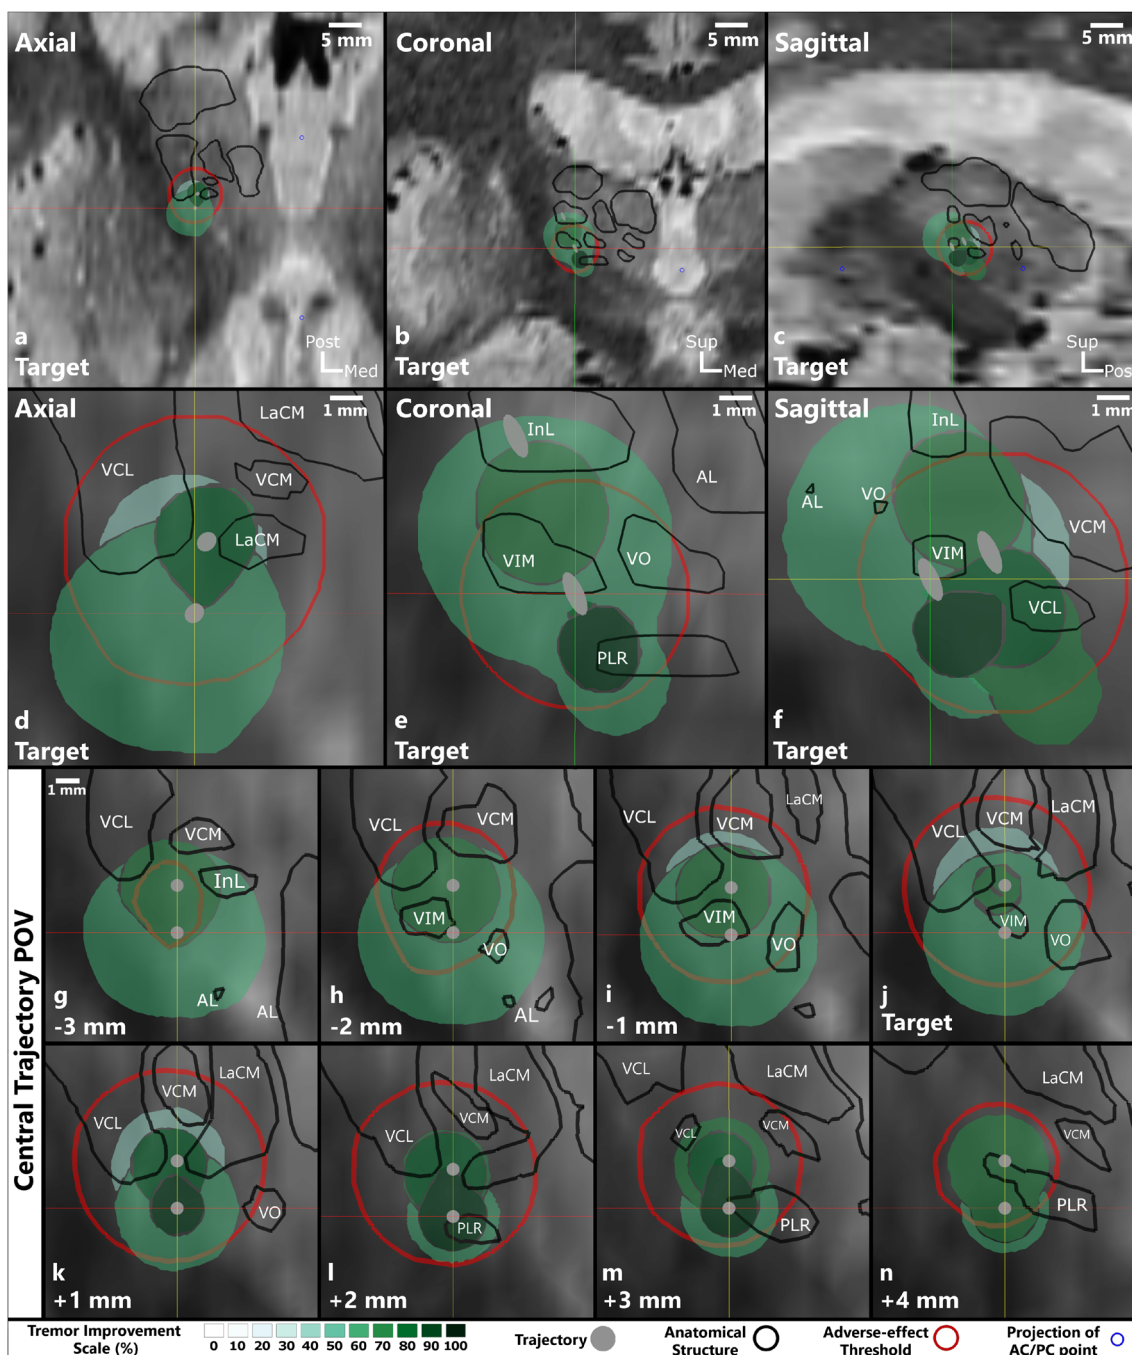 Axial
5 mm
Coronal
5 mm
Sagittal
5 mm
a
Target
Post
Med
b
Target
Sup
Med
c
Target
Sup
Post
Axial
LaCM
1 mm
VCL
VCM
LaCM
d
Target
Coronal
1 mm
InL
AL
VIM
VO
PLR
e
Target
Sagittal
1 mm
InL
AL
VO
VCM
VIM
VCL
f
Target
Central Trajectory POV
1 mm
VCL
VCM
InL
AL
AL
g
-3 mm
VCL
VCM
VIM
VO
AL
h
-2 mm
LaCM
VCL
VCM
VIM
VO
i
-1 mm
LaCM
VCL
VCM
VIM
VO
j
Target
LaCM
VCM
VCL
VO
k
+1 mm
LaCM
VCM
VCL
PLR
l
+2 mm
VCL
LaCM
VCL
VCM
PLR
m
+3 mm
LaCM
VCM
PLR
n
+4 mm
Tremor Improvement
Scale (%)
0 10 20 30 40 50 60 70 80 90 100
Trajectory
Anatomical
Structure
Adverse-effect
Threshold
Projection of
AC/PC point